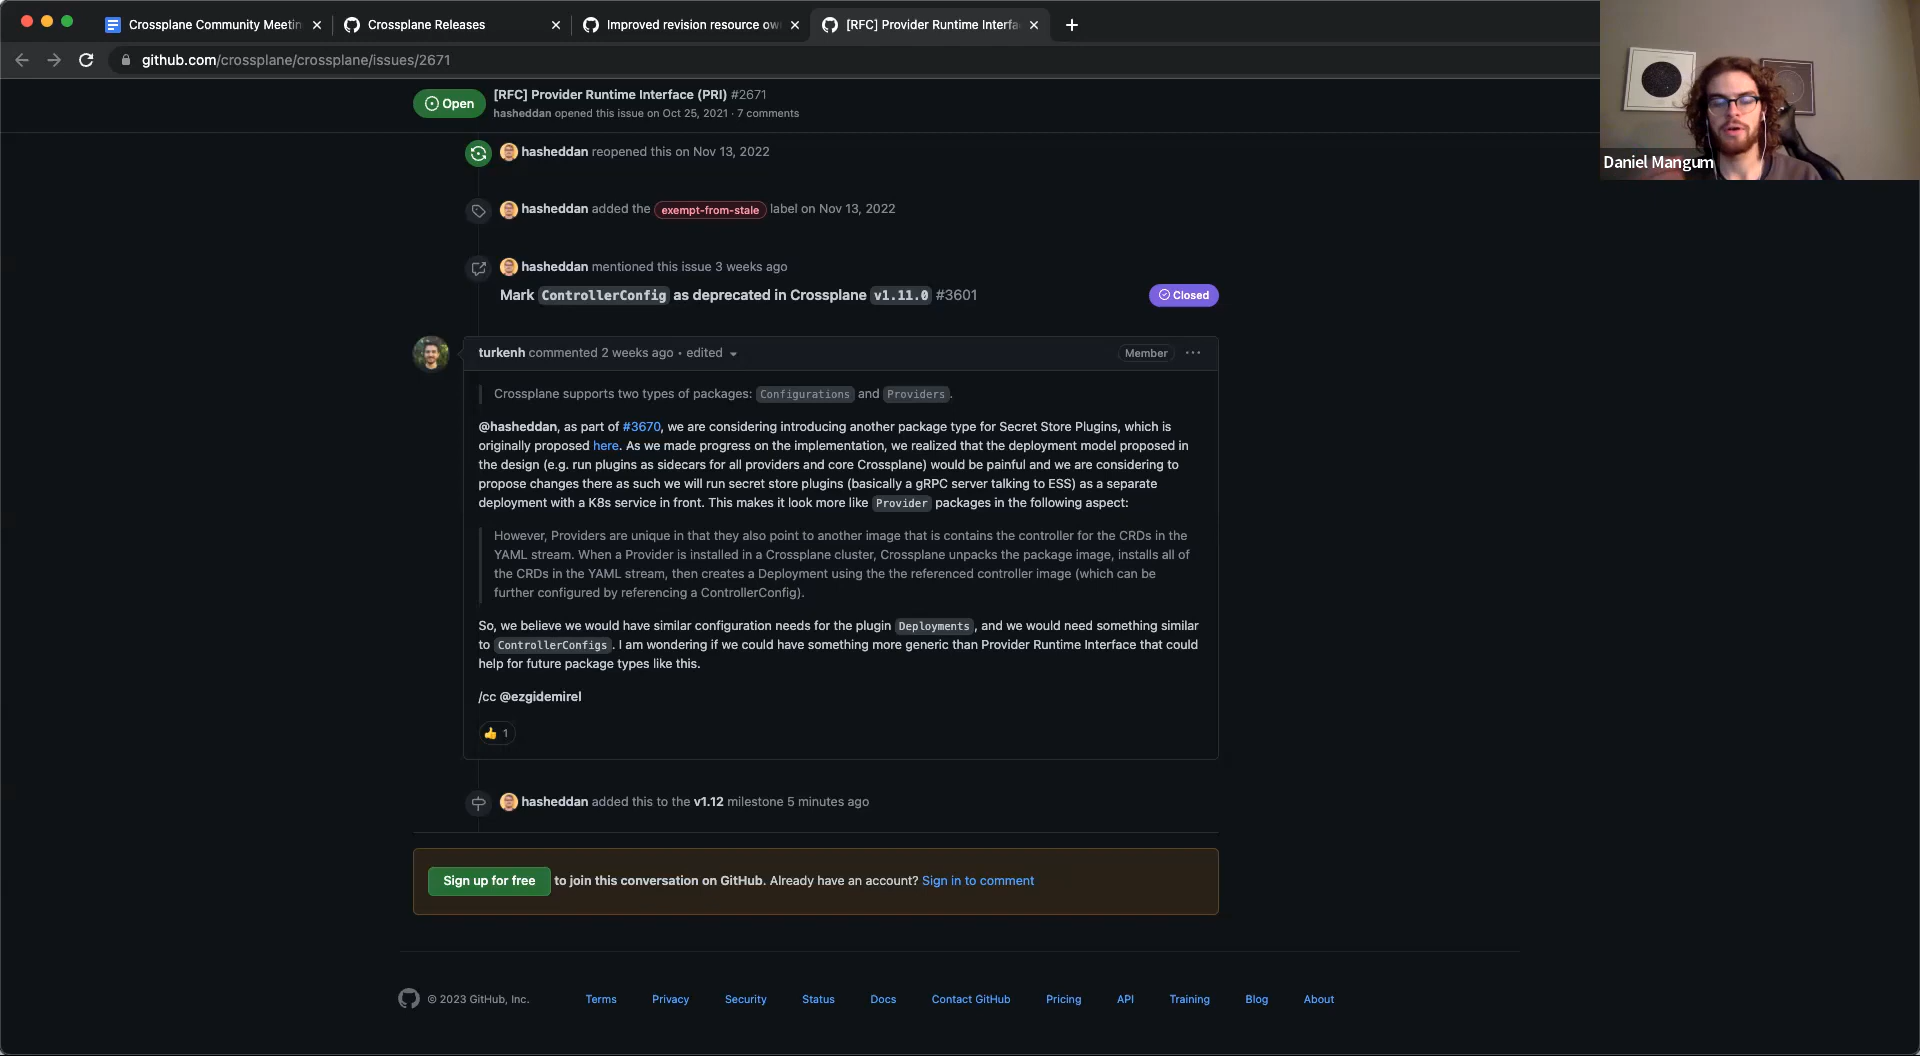 Crossplane Community Meetin
Crossplane Releases
Improved revision resource ow
[RFC] Provider Runtime Interfa
github.com/crossplane/crossplane/issues/2671
Daniel Mangum
Open
[RFC] Provider Runtime Interface (PRI) #2671
hasheddan opened this issue on Oct 25, 2021 · 7 comments
hasheddan reopened this on Nov 13, 2022
hasheddan added the exempt-from-stale label on Nov 13, 2022
hasheddan mentioned this issue 3 weeks ago
Mark ControllerConfig as deprecated in Crossplane v1.11.0 #3601
Closed
turkenh commented 2 weeks ago • edited
Member
Crossplane supports two types of packages: Configurations and Providers.
@hasheddan, as part of #3670, we are considering introducing another package type for Secret Store Plugins, which is
originally proposed here. As we made progress on the implementation, we realized that the deployment model proposed in
the design (e.g. run plugins as sidecars for all providers and core Crossplane) would be painful and we are considering to
propose changes there as such we will run secret store plugins (basically a gRPC server talking to ESS) as a separate
deployment with a K8s service in front. This makes it look more like Provider packages in the following aspect:
However, Providers are unique in that they also point to another image that is contains the controller for the CRDs in the
YAML stream. When a Provider is installed in a Crossplane cluster, Crossplane unpacks the package image, installs all of
the CRDs in the YAML stream, then creates a Deployment using the the referenced controller image (which can be
further configured by referencing a ControllerConfig).
So, we believe we would have similar configuration needs for the plugin Deployments, and we would need something similar
to ControllerConfigs. I am wondering if we could have something more generic than Provider Runtime Interface that could
help for future package types like this.
/cc @ezgidemirel
👍 1
hasheddan added this to the v1.12 milestone 5 minutes ago
Sign up for free to join this conversation on GitHub. Already have an account? Sign in to comment
© 2023 GitHub, Inc. Terms Privacy Security Status Docs Contact GitHub Pricing API Training Blog About